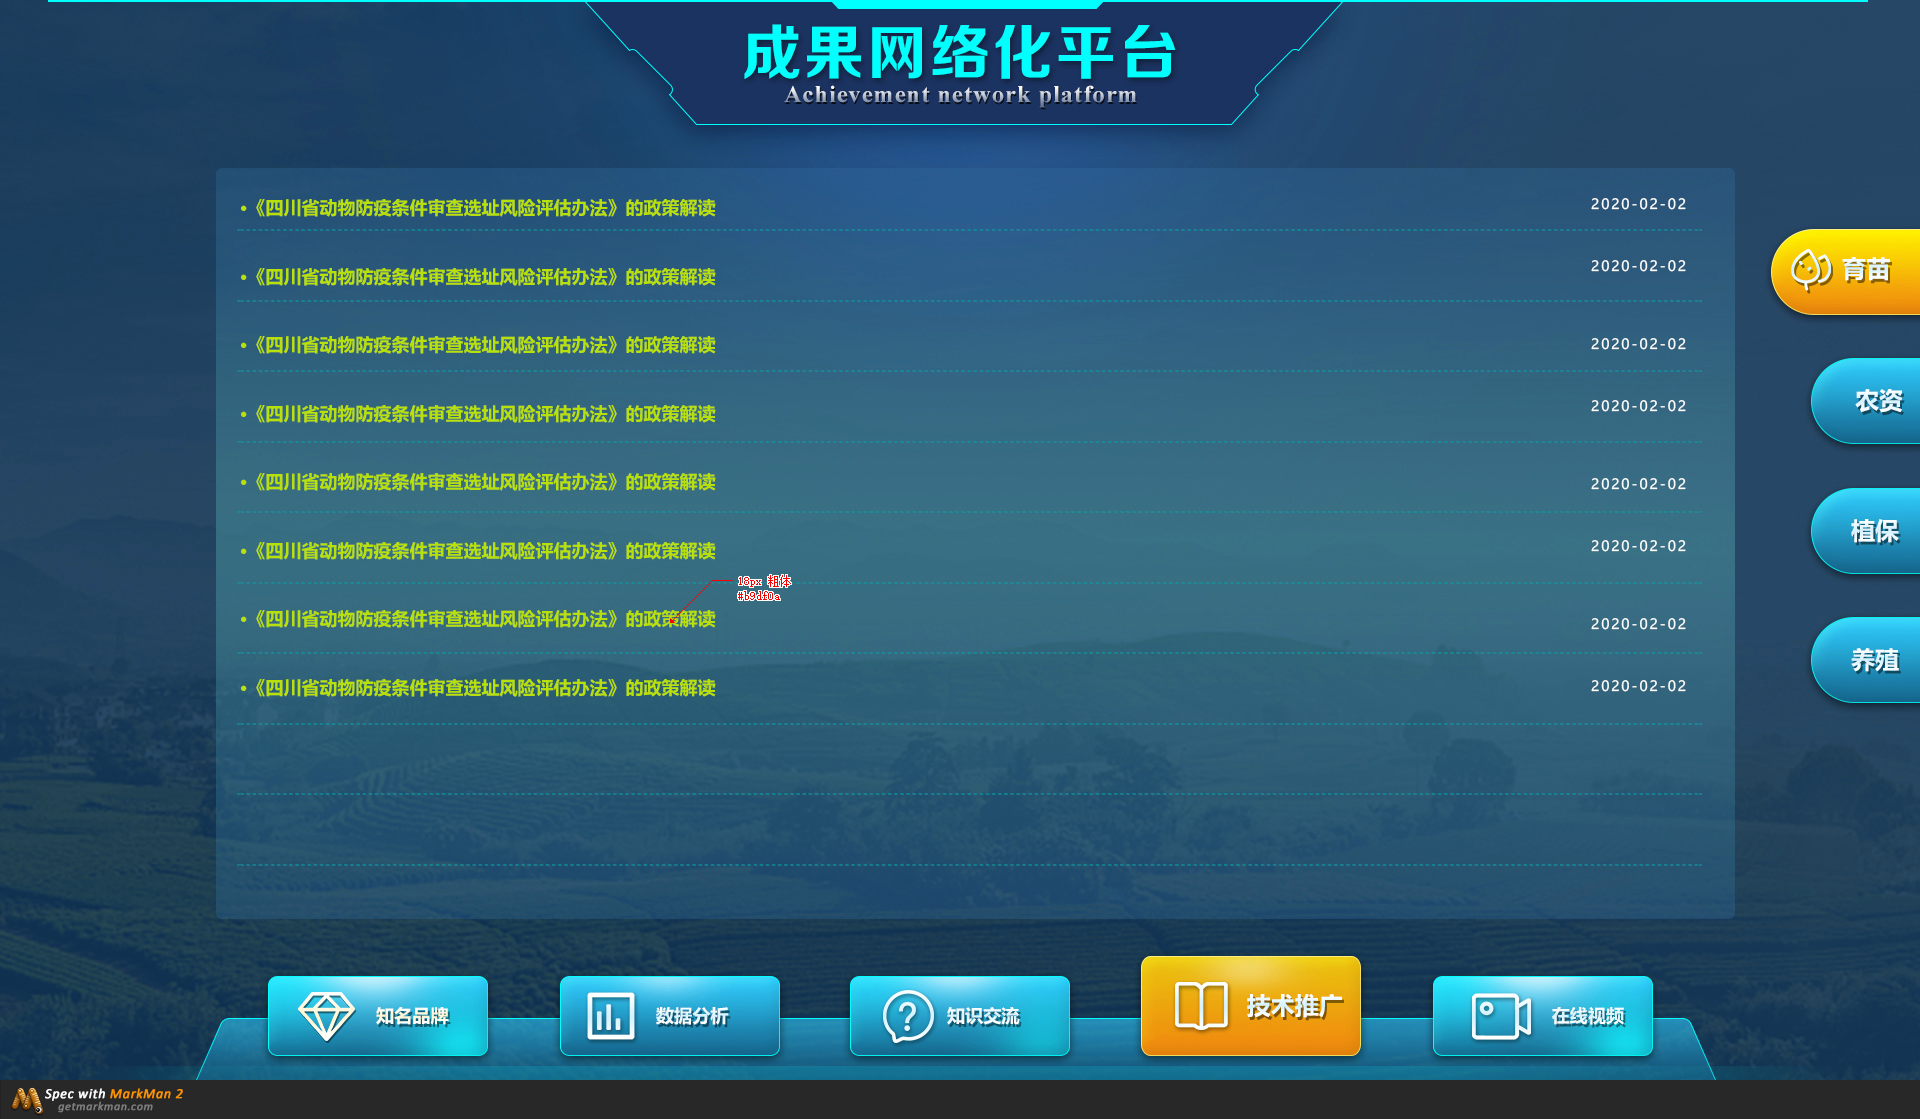 成果网络化平台
Achievement network platform
•《四川省动物防疫条件审查选址风险评估办法》的政策解读 2020-02-02
•《四川省动物防疫条件审查选址风险评估办法》的政策解读 2020-02-02
•《四川省动物防疫条件审查选址风险评估办法》的政策解读 2020-02-02
•《四川省动物防疫条件审查选址风险评估办法》的政策解读 2020-02-02
•《四川省动物防疫条件审查选址风险评估办法》的政策解读 2020-02-02
•《四川省动物防疫条件审查选址风险评估办法》的政策解读 2020-02-02
18px 粗体
#b9df0a
•《四川省动物防疫条件审查选址风险评估办法》的政策解读 2020-02-02
•《四川省动物防疫条件审查选址风险评估办法》的政策解读 2020-02-02
育苗
农资
植保
养殖
知名品牌
数据分析
知识交流
技术推广
在线视频
Spec with MarkMan 2
getmarkman.com